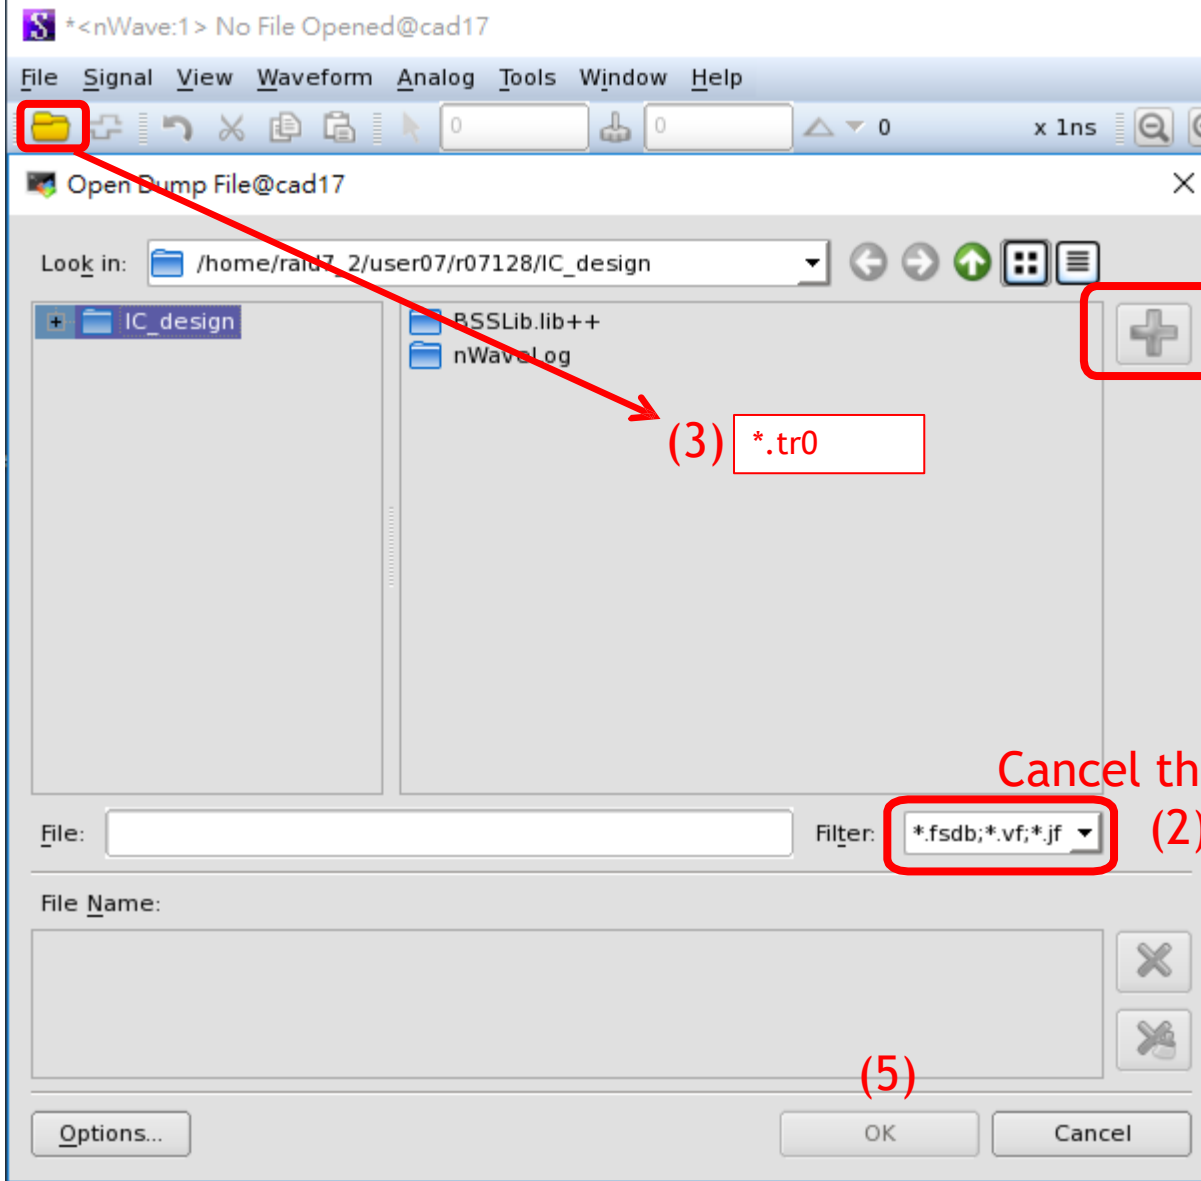 *<nWave:1> No File Opened@cad17
File Signal View Waveform Analog Tools Window Help
0 0 0 x 1ns
Open Dump File@cad17
Look in: /home/raid7_2/user07/r07128/IC_design
IC_design
BSSLib.lib++
nWaveLog
(3) *.tr0
Cancel th
(2)
File: Filter: *.fsdb;*.vf;*.jf
File Name:
(5)
Options... OK Cancel